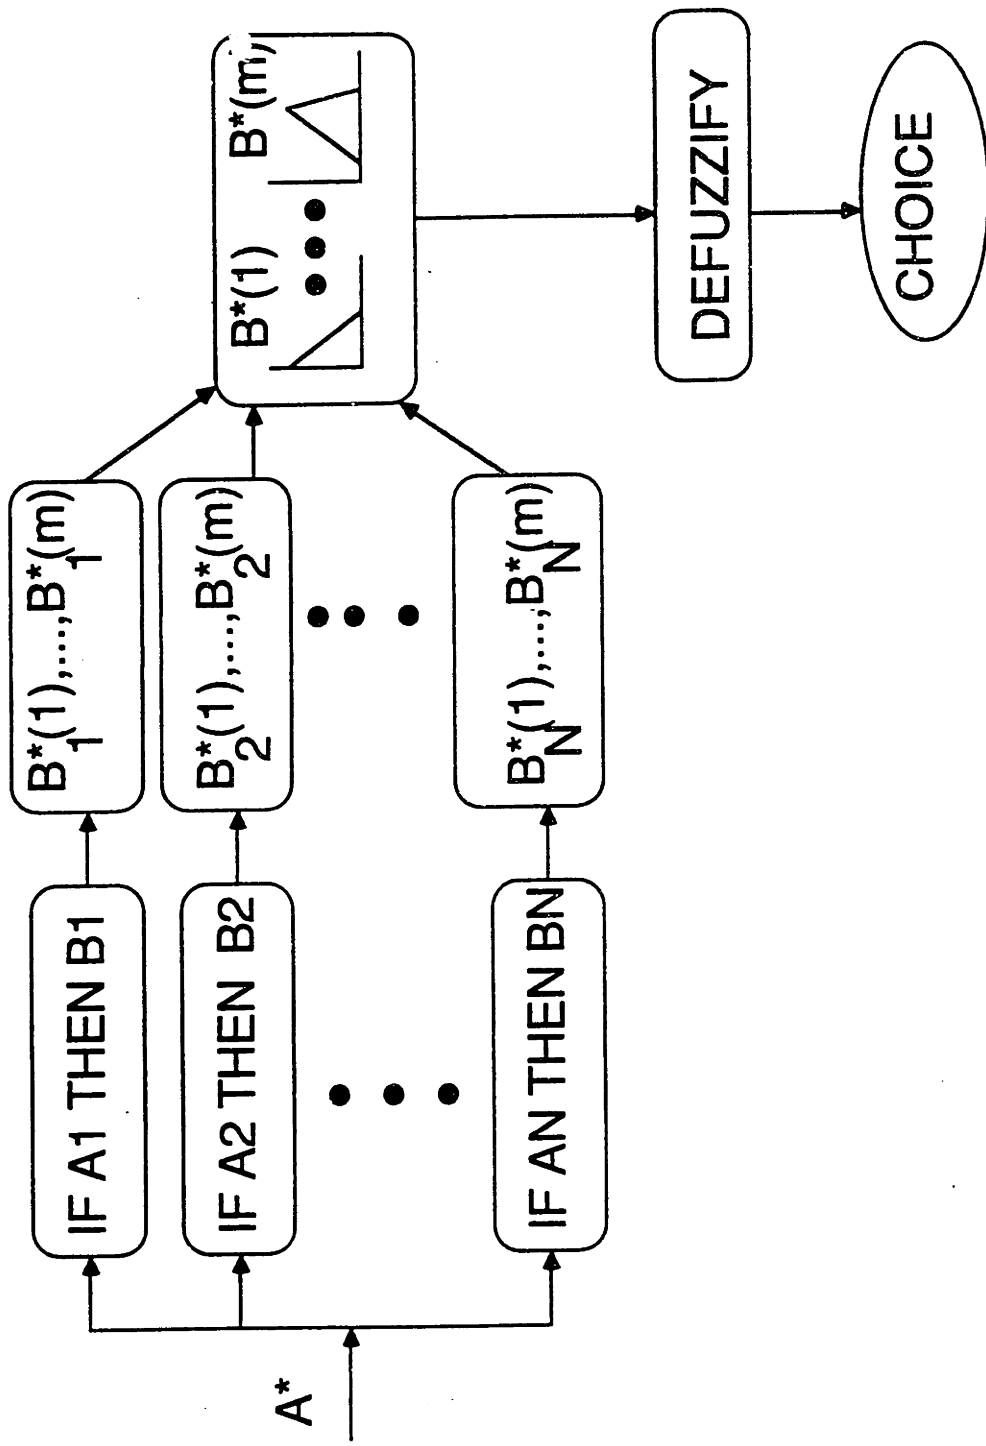 A*
IF A1 THEN B1
IF A2 THEN B2
IF AN THEN BN
B*1(1),...,B*1(m)
B*2(1),...,B*2(m)
B*N(1),...,B*N(m)
B*(1) B*(m)
DEFUZZIFY
CHOICE